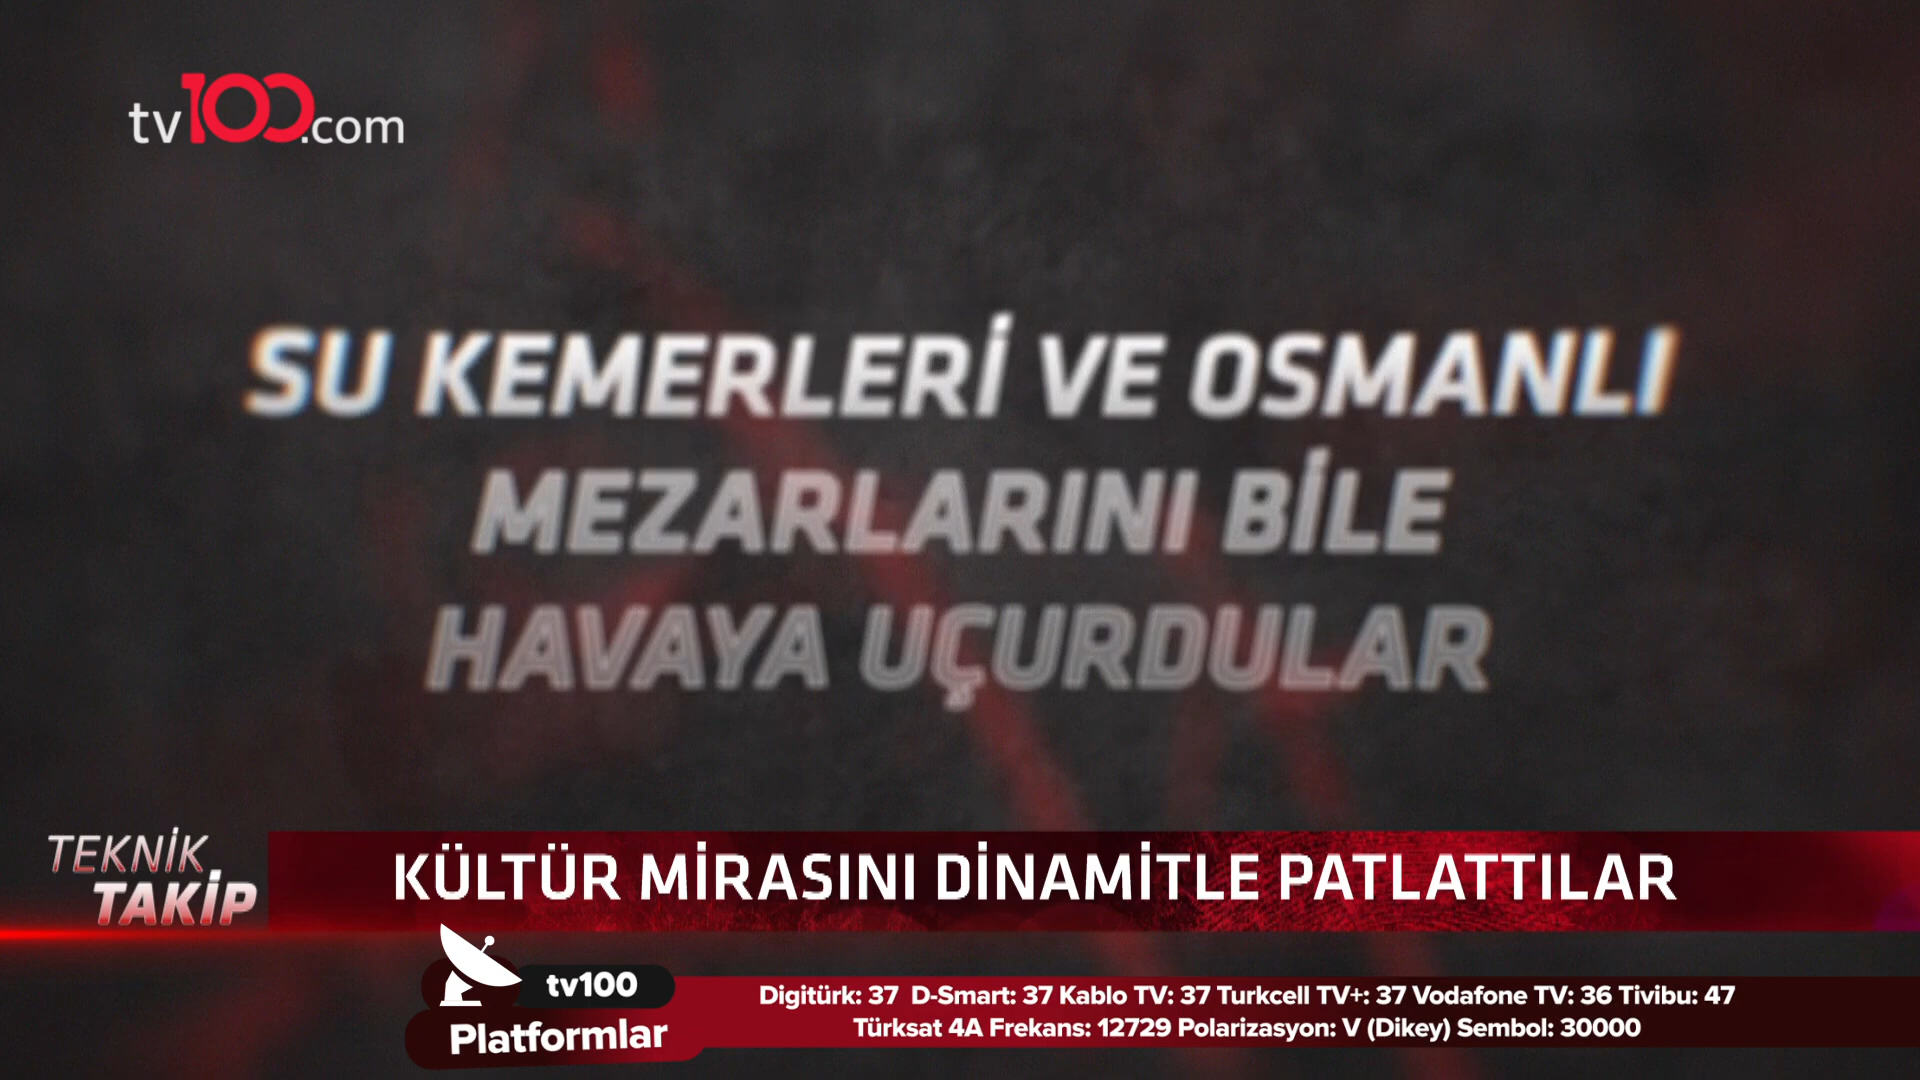 tv100.com
SU KEMERLERİ VE OSMANLI
MEZARLARINI BİLE
HAVAYA UÇURDULAR
TEKNİK
TAKİP
KÜLTÜR MİRASINI DİNAMİTLE PATLATTILAR
tv100
Platformlar
Digitürk: 37 D-Smart: 37 Kablo TV: 37 Turkcell TV+: 37 Vodafone TV: 36 Tivibu: 47
Türksat 4A Frekans: 12729 Polarizasyon: V (Dikey) Sembol: 30000